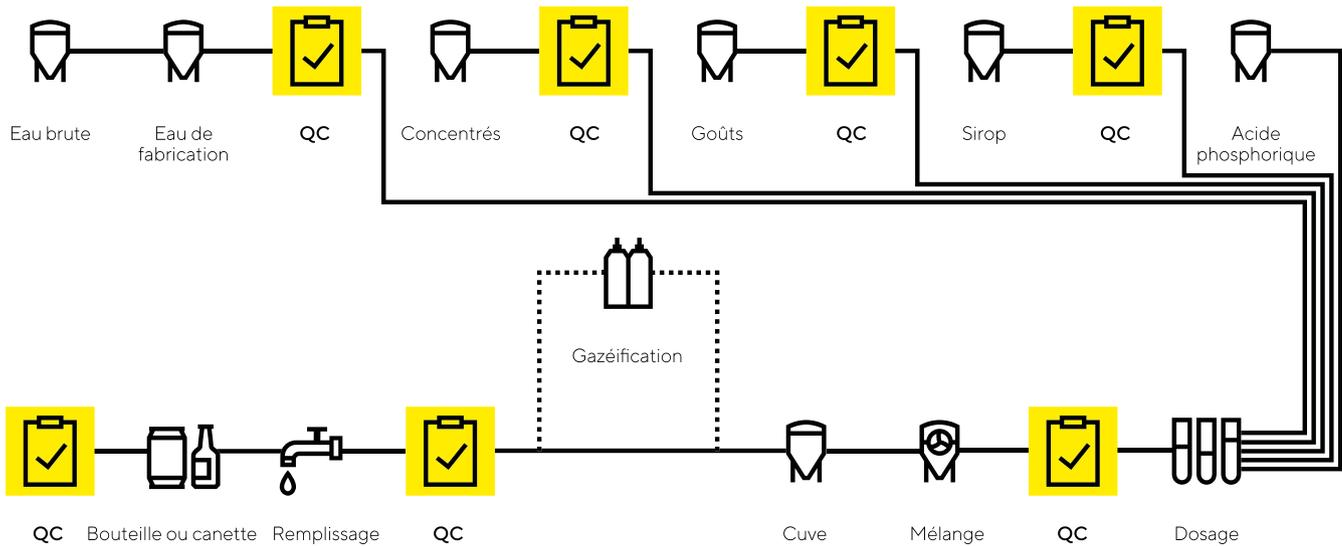 Eau brute
Eau de
fabrication
QC
Concentrés
QC
Goûts
QC
Sirop
QC
Acide
phosphorique
Gazéification
QC
Bouteille ou canette
Remplissage
QC
Cuve
Mélange
QC
Dosage